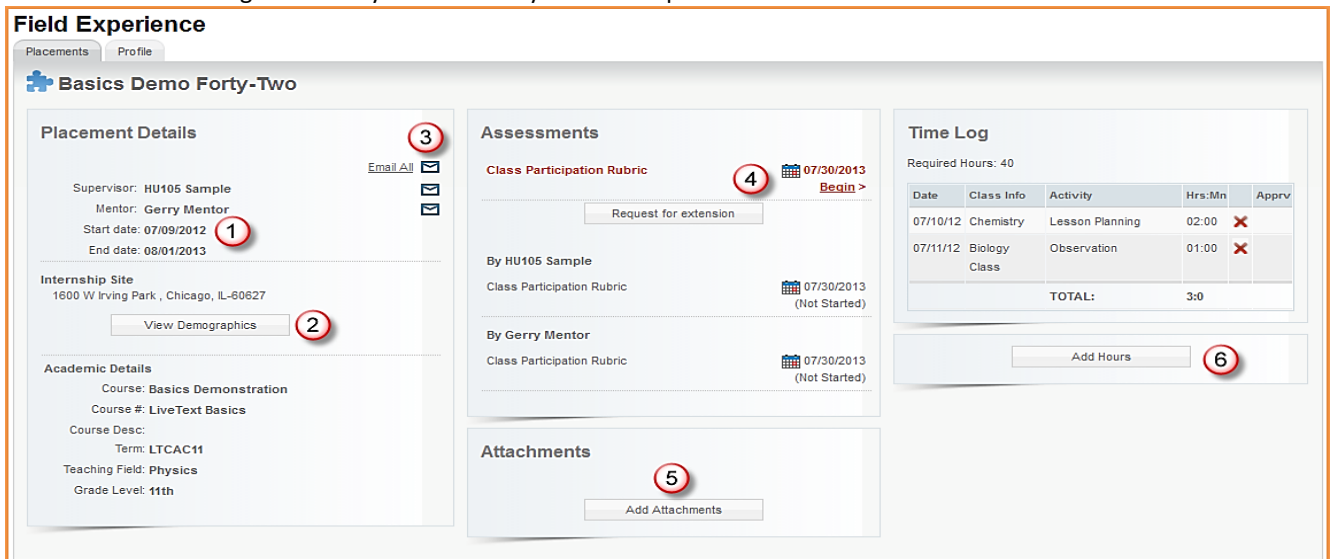 Field Experience
Placements Profile
Basics Demo Forty-Two
Placement Details
3
Email All
Supervisor: HU105 Sample
Mentor: Gerry Mentor
Start date: 07/09/2012 1
End date: 08/01/2013
Internship Site
1600 W Irving Park , Chicago, IL-60627
View Demographics 2
Academic Details
Course: Basics Demonstration
Course #: LiveText Basics
Course Desc:
Term: LTCAC11
Teaching Field: Physics
Grade Level: 11th
Assessments
Class Participation Rubric 4 07/30/2013
Begin >
Request for extension
By HU105 Sample
Class Participation Rubric 07/30/2013
(Not Started)
By Gerry Mentor
Class Participation Rubric 07/30/2013
(Not Started)
Attachments
5
Add Attachments
Time Log
Required Hours: 40
Date Class Info Activity Hrs:Mn Apprv
07/10/12 Chemistry Lesson Planning 02:00
07/11/12 Biology Observation 01:00
Class
TOTAL: 3:0
Add Hours 6